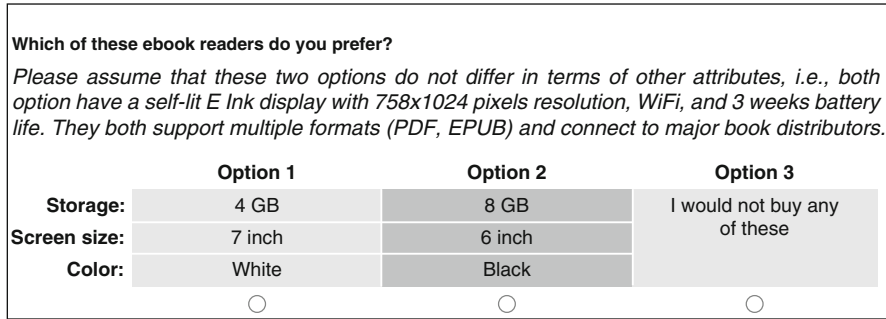 Which of these ebook readers do you prefer?
Please assume that these two options do not differ in terms of other attributes, i.e., both
option have a self-lit E Ink display with 758x1024 pixels resolution, WiFi, and 3 weeks battery
life. They both support multiple formats (PDF, EPUB) and connect to major book distributors.
Option 1 Option 2 Option 3
Storage: 4 GB 8 GB I would not buy any
of these
Screen size: 7 inch 6 inch
Color: White Black